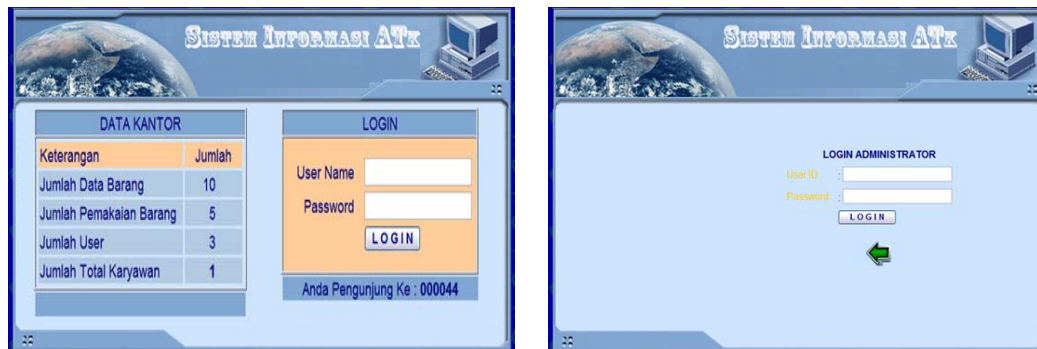 SISTEM INFORMASI ATK
DATA KANTOR
Keterangan Jumlah
Jumlah Data Barang 10
Jumlah Pemakaian Barang 5
Jumlah User 3
Jumlah Total Karyawan 1
LOGIN
User Name
Password
LOGIN
Anda Pengunjung Ke : 000044
SISTEM INFORMASI ATK
LOGIN ADMINISTRATOR
User ID :
Password :
LOGIN